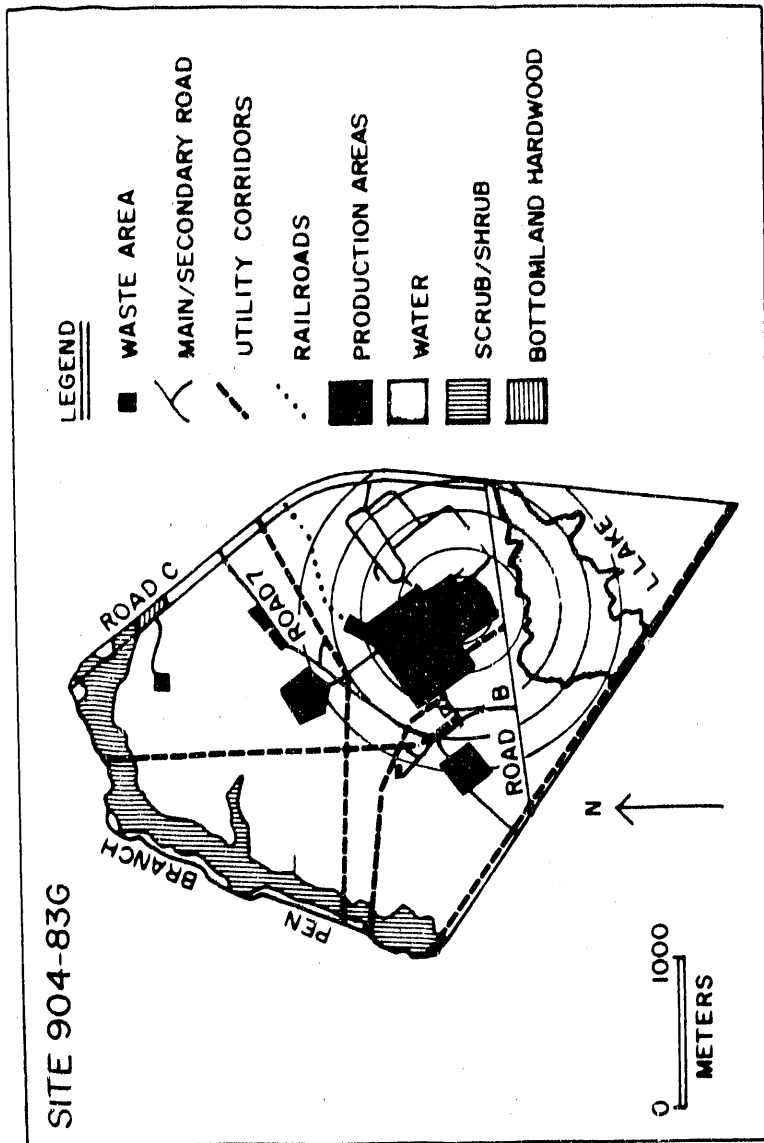 SITE 904-83G
LEGEND
WASTE AREA
MAIN/SECONDARY ROAD
UTILITY CORRIDORS
RAILROADS
PRODUCTION AREAS
WATER
SCRUB/SHRUB
BOTTOMLAND HARDWOOD
ROAD C
ROAD 7
BRANCH
PEN
ROAD B
L LAKE
N
0 1000
METERS